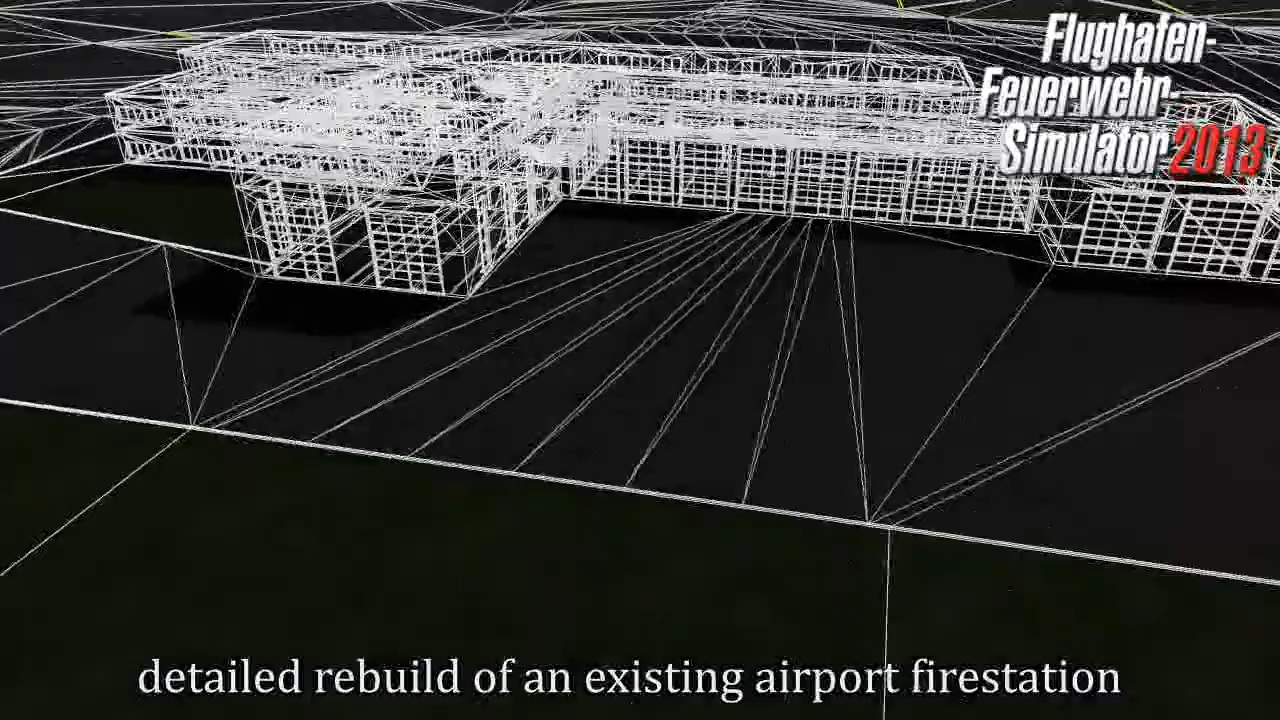 Flughafen-
Feuerwehr-
Simulator 2013
detailed rebuild of an existing airport firestation